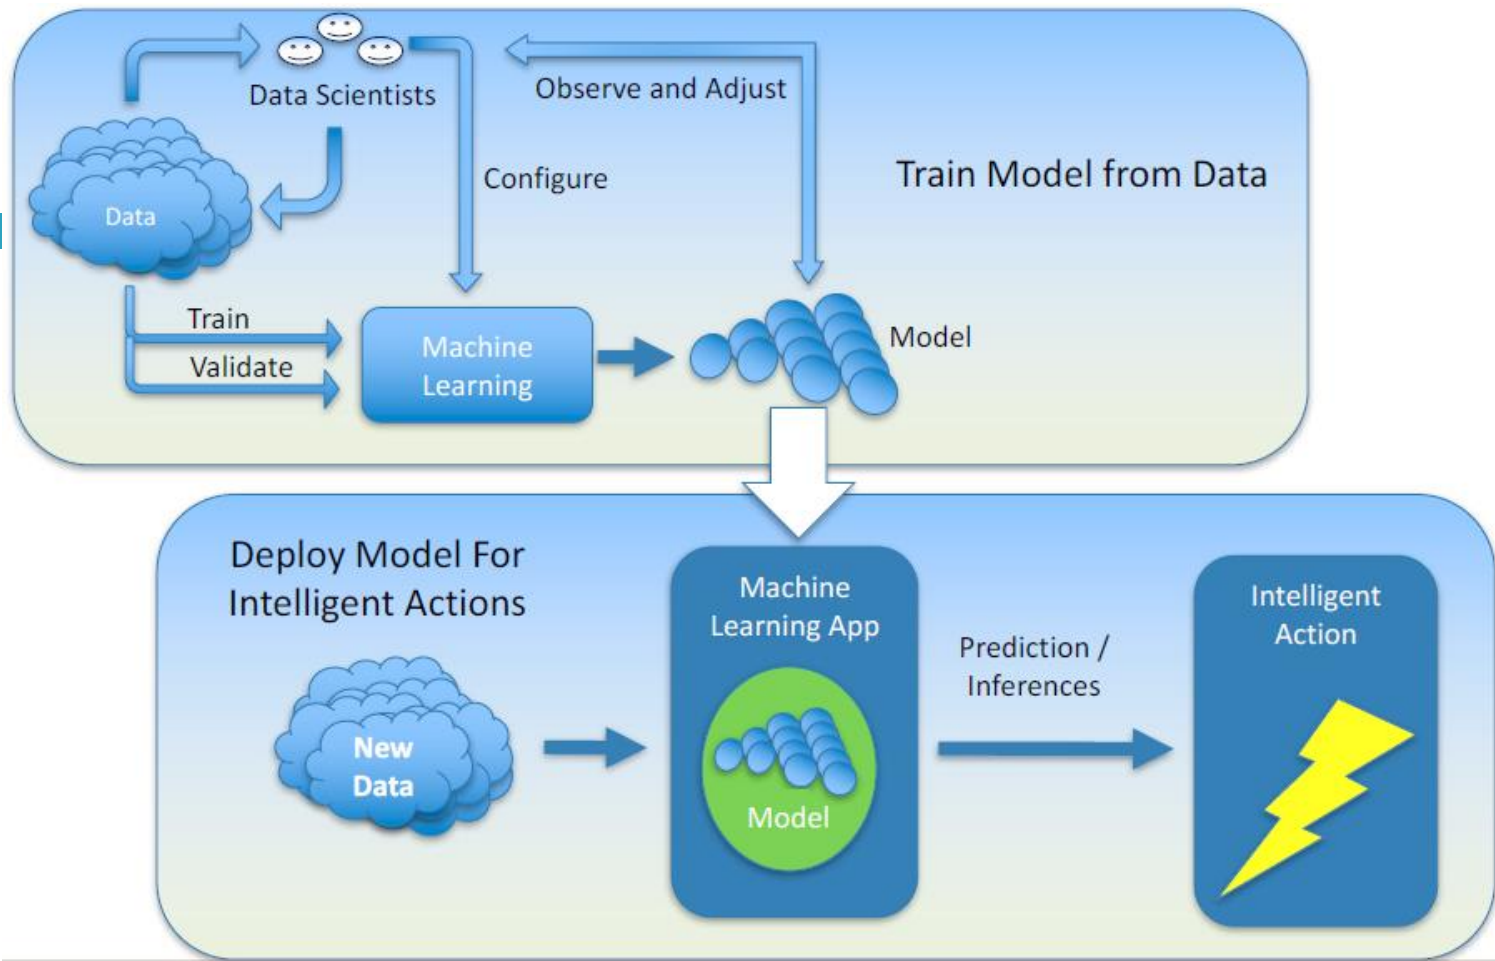 Data Scientists
Observe and Adjust
Configure
Train Model from Data
Data
Train
Validate
Machine
Learning
Model
Deploy Model For
Intelligent Actions
New
Data
Machine
Learning App
Model
Prediction /
Inferences
Intelligent
Action